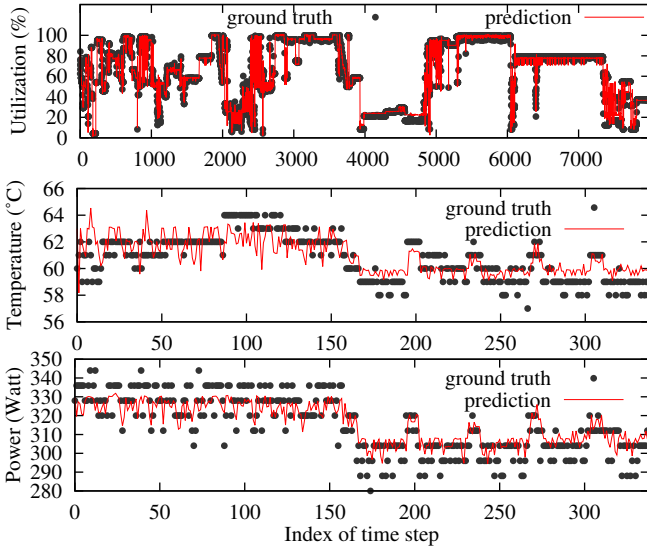 ground truth prediction
Utilization (%)
100
80
60
40
20
0
0 1000 2000 3000 4000 5000 6000 7000
ground truth
prediction
Temperature (°C)
66
64
62
60
58
56
0 50 100 150 200 250 300
ground truth
prediction
Power (Watt)
350
340
330
320
310
300
290
280
0 50 100 150 200 250 300
Index of time step